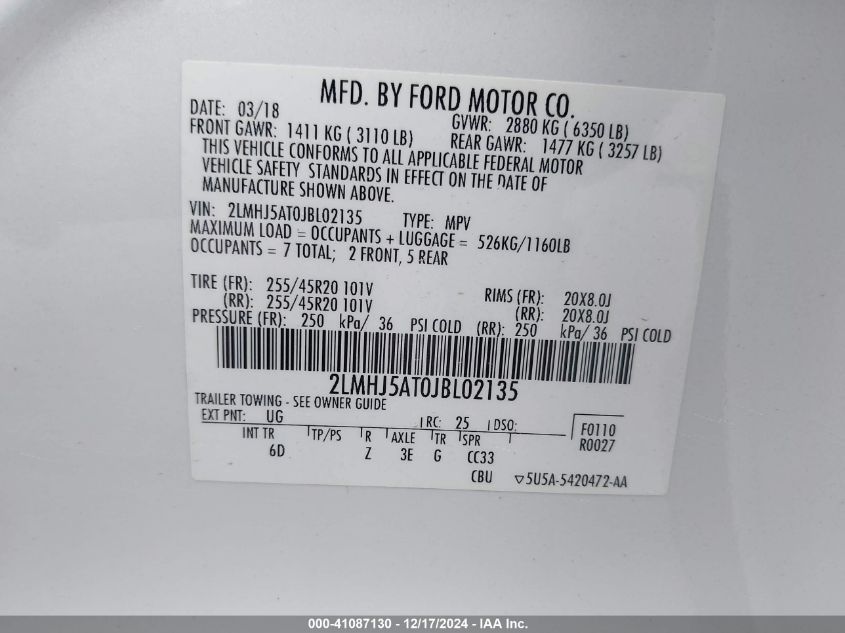 MFD. BY FORD MOTOR CO.
DATE: 03/18 GVWR: 2880 KG ( 6350 LB)
FRONT GAWR: 1411 KG ( 3110 LB) REAR GAWR: 1477 KG ( 3257 LB)
THIS VEHICLE CONFORMS TO ALL APPLICABLE FEDERAL MOTOR
VEHICLE SAFETY STANDARDS IN EFFECT ON THE DATE OF
MANUFACTURE SHOWN ABOVE.
VIN: 2LMHJ5AT0JBL02135 TYPE: MPV
MAXIMUM LOAD = OCCUPANTS + LUGGAGE = 526KG/1160LB
OCCUPANTS = 7 TOTAL; 2 FRONT, 5 REAR
TIRE (FR): 255/45R20 101V RIMS (FR): 20X8.0J
(RR): 255/45R20 101V (RR): 20X8.0J
PRESSURE (FR): 250 kPa/ 36 PSI COLD (RR): 250 kPa/ 36 PSI COLD
2LMHJ5AT0JBL02135
TRAILER TOWING - SEE OWNER GUIDE
EXT PNT: UG RC: 25 DSO: F0110
R0027
INT TR TP/PS R AXLE TR SPR
6D Z 3E G CC33
CBU ▽5U5A-5420472-AA
000-41087130 - 12/17/2024 - IAA Inc.